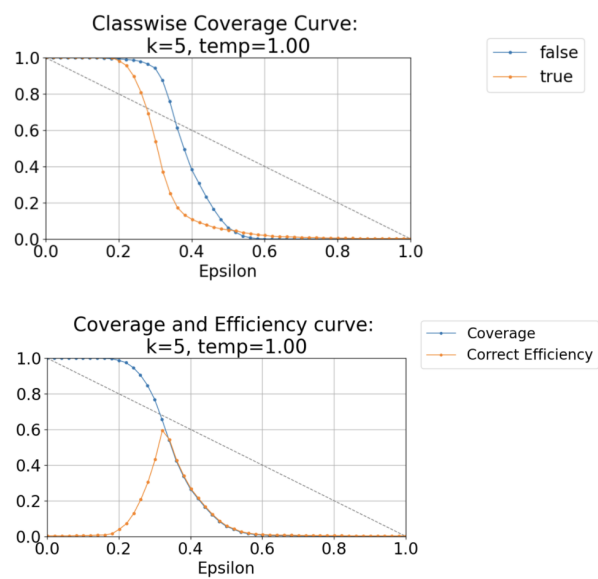 Classwise Coverage Curve:
k=5, temp=1.00
false
true
1.0
0.8
0.6
0.4
0.2
0.0
0.0 0.2 0.4 0.6 0.8 1.0
Epsilon
Coverage and Efficiency curve:
k=5, temp=1.00
Coverage
Correct Efficiency
1.0
0.8
0.6
0.4
0.2
0.0
0.0 0.2 0.4 0.6 0.8 1.0
Epsilon